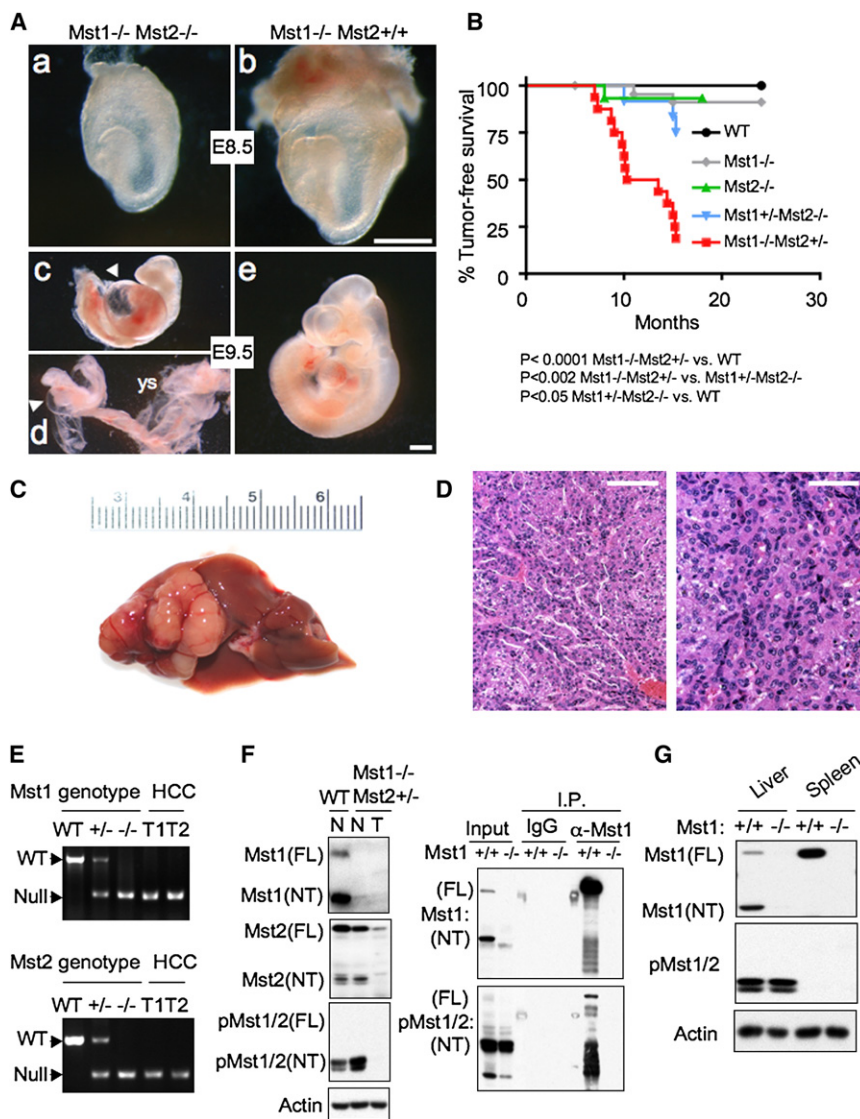 A
Mst1-/- Mst2-/-
Mst1-/- Mst2+/+
a
b
E8.5
c
e
E9.5
d
ys
B
% Tumor-free survival
100
75
50
25
0
0
10
20
30
Months
WT
Mst1-/-
Mst2-/-
Mst1+/-Mst2-/-
Mst1-/-Mst2+/-
P< 0.0001 Mst1-/-Mst2+/- vs. WT
P<0.002 Mst1-/-Mst2+/- vs. Mst1+/-Mst2-/-
P<0.05 Mst1+/-Mst2-/- vs. WT
C
3 4 5 6
D
E
Mst1 genotype HCC
WT +/- -/- T1T2
WT
Null
Mst2 genotype HCC
WT +/- -/- T1T2
WT
Null
F
Mst1-/-
WT Mst2+/-
N N T
Mst1(FL)
Mst1(NT)
Mst2(FL)
Mst2(NT)
pMst1/2(FL)
pMst1/2(NT)
Actin
I.P.
Input IgG α-Mst1
Mst1 +/+ -/- +/+ -/- +/+ -/-
(FL)
Mst1:
(NT)
(FL)
pMst1/2:
(NT)
G
Liver Spleen
Mst1: +/+ -/- +/+ -/-
Mst1(FL)
Mst1(NT)
pMst1/2
Actin